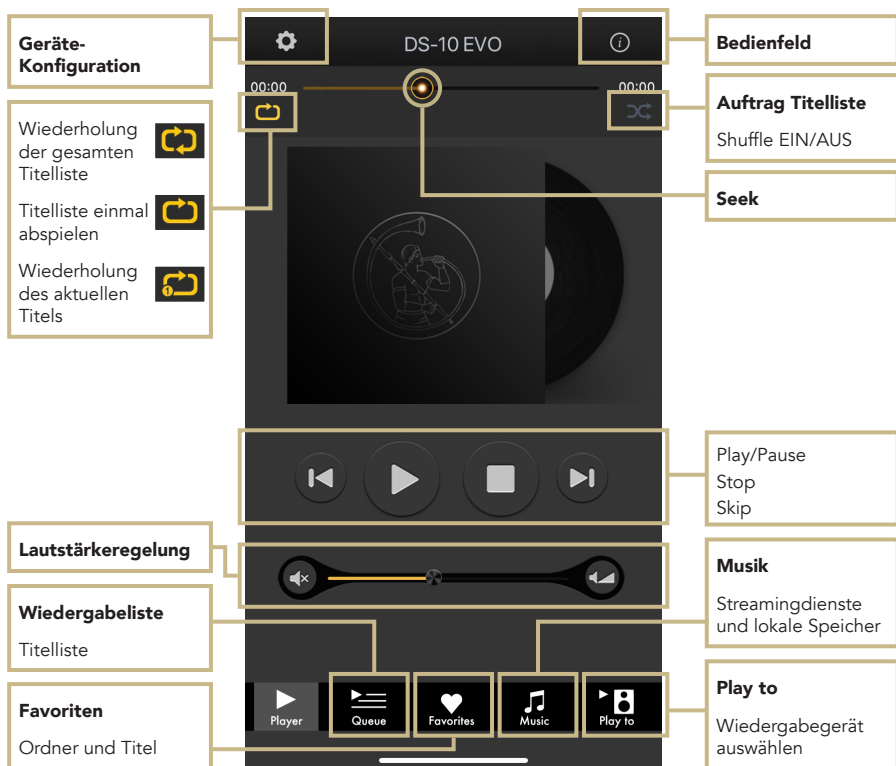 Geräte-
Konfiguration
DS-10 EVO
Bedienfeld
00:00
00:00
Auftrag Titelliste
Shuffle EIN/AUS
Wiederholung
der gesamten
Titelliste
Titelliste einmal
abspielen
Wiederholung
des aktuellen
Titels
1
Seek
Play/Pause
Stop
Skip
Lautstärkeregelung
Musik
Streamingdienste
und lokale Speicher
Wiedergabeliste
Titelliste
Play to
Wiedergabegerät
auswählen
Favoriten
Ordner und Titel
Player
Queue
Favorites
Music
Play to